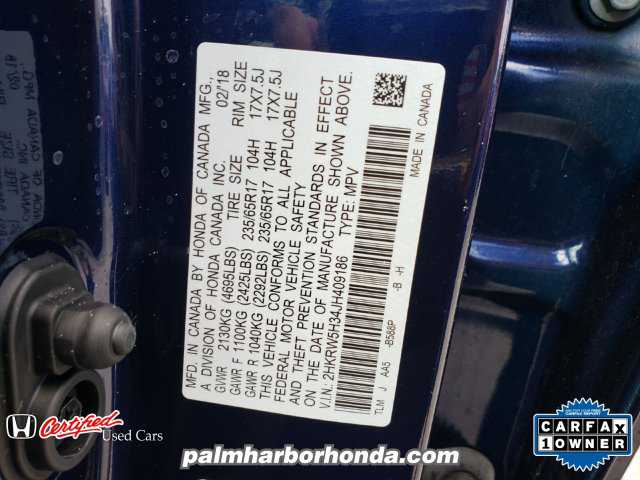 MFD. IN CANADA BY HONDA OF CANADA MFG.,
A DIVISION OF HONDA CANADA INC. 02/'18
TIRE SIZE RIM SIZE
GVWR 2130KG (4695LBS)
GAWR F 1100KG (2425LBS) 235/65R17 104H 17X7.5J
GAWR R 1040KG (2292LBS) 235/65R17 104H 17X7.5J
THIS VEHICLE CONFORMS TO ALL APPLICABLE
FEDERAL MOTOR VEHICLE SAFETY
AND THEFT PREVENTION STANDARDS IN EFFECT
ON THE DATE OF MANUFACTURE SHOWN ABOVE.
V.I.N.: 2HKRW5H34JH409186 TYPE: MPV
TLM J AA5 -B588P -B -H
MADE IN CANADA
HONDA
Certified
Used Cars
palmharborhonda.com
CARFAX
1 OWNER